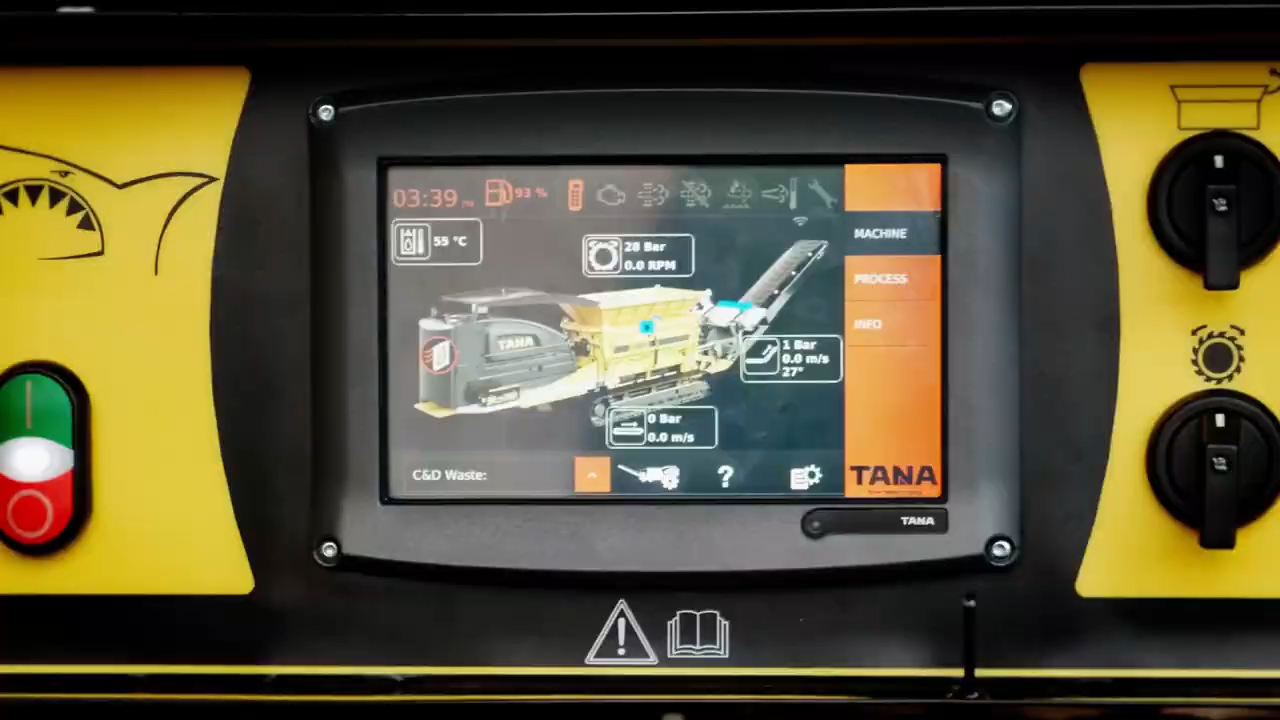 03:39 PM
93 %
55 °C
28 Bar
0.0 RPM
MACHINE
PROCESS
INFO
TANA
1 Bar
0.0 m/s
27°
0 Bar
0.0 m/s
C&D Waste:
?
TANA
TANA